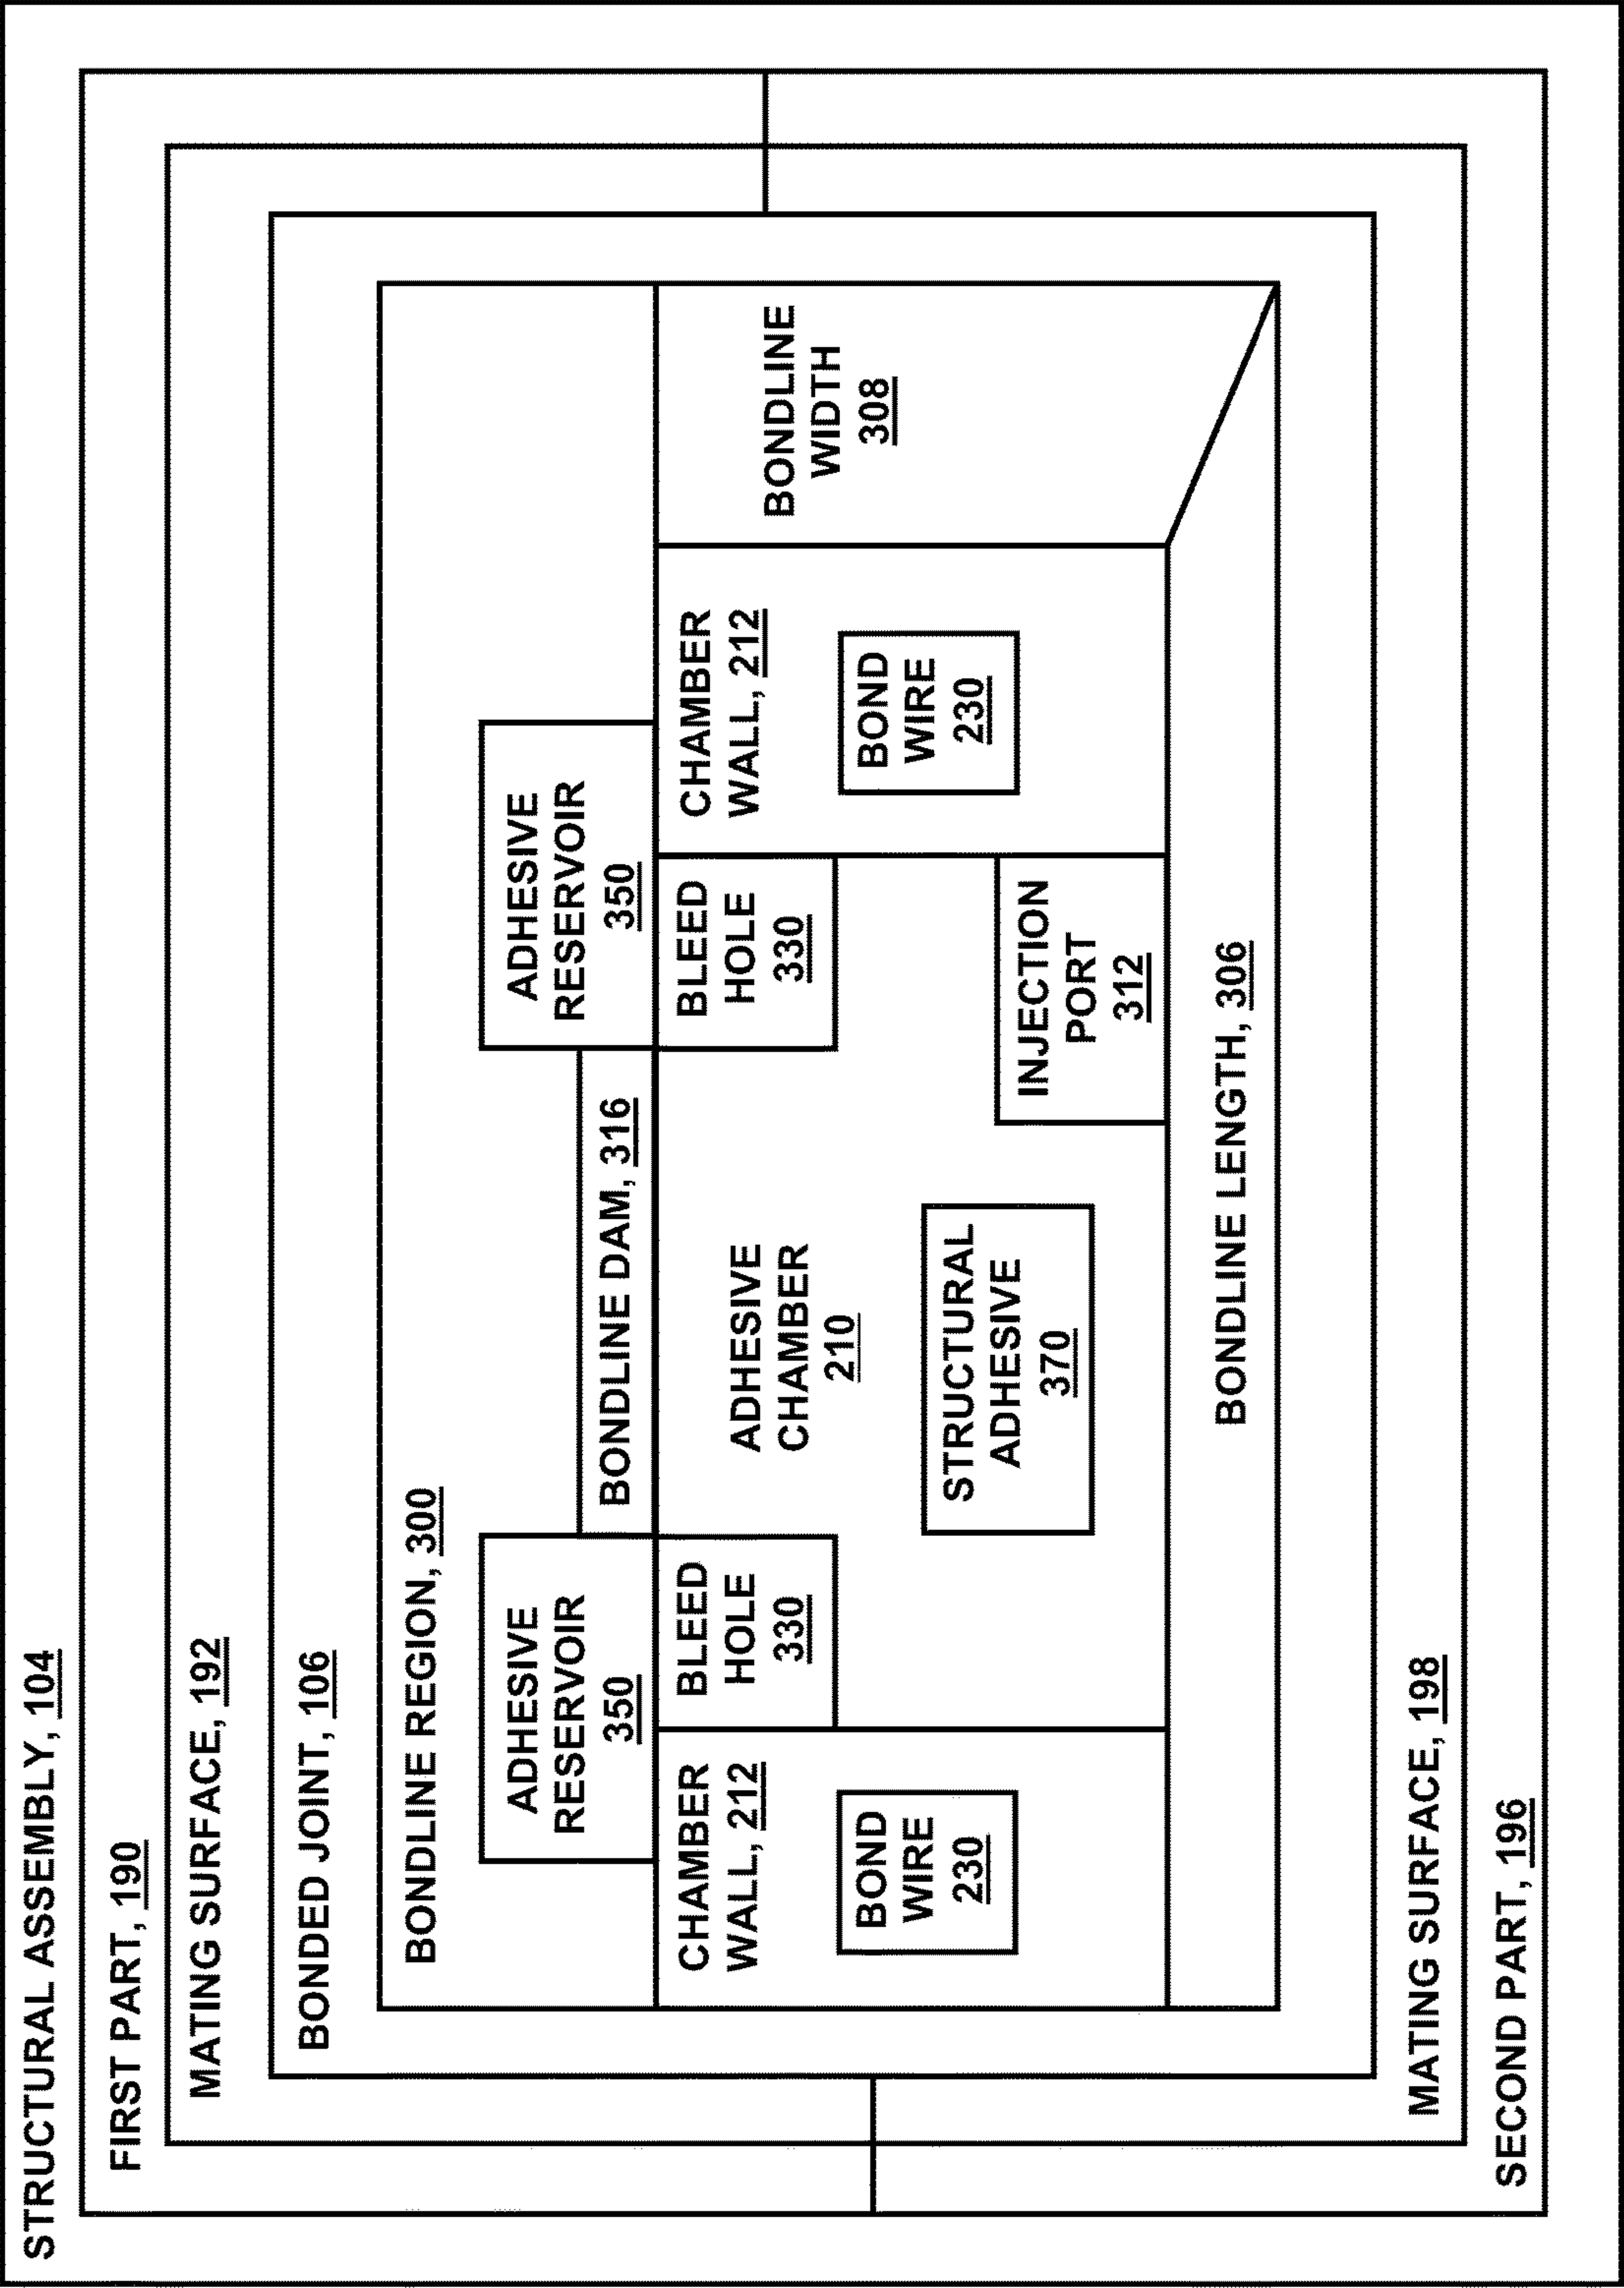 STRUCTURAL ASSEMBLY, 104
FIRST PART, 190
MATING SURFACE, 192
BONDED JOINT, 106
BONDLINE REGION, 300
ADHESIVE
RESERVOIR
350
BONDLINE DAM, 316
ADHESIVE
RESERVOIR
350
CHAMBER
WALL, 212
BOND
WIRE
230
BLEED
HOLE
330
ADHESIVE
CHAMBER
210
STRUCTURAL
ADHESIVE
370
BLEED
HOLE
330
INJECTION
PORT
312
CHAMBER
WALL, 212
BOND
WIRE
230
BONDLINE
WIDTH
308
BONDLINE LENGTH, 306
MATING SURFACE, 198
SECOND PART, 196